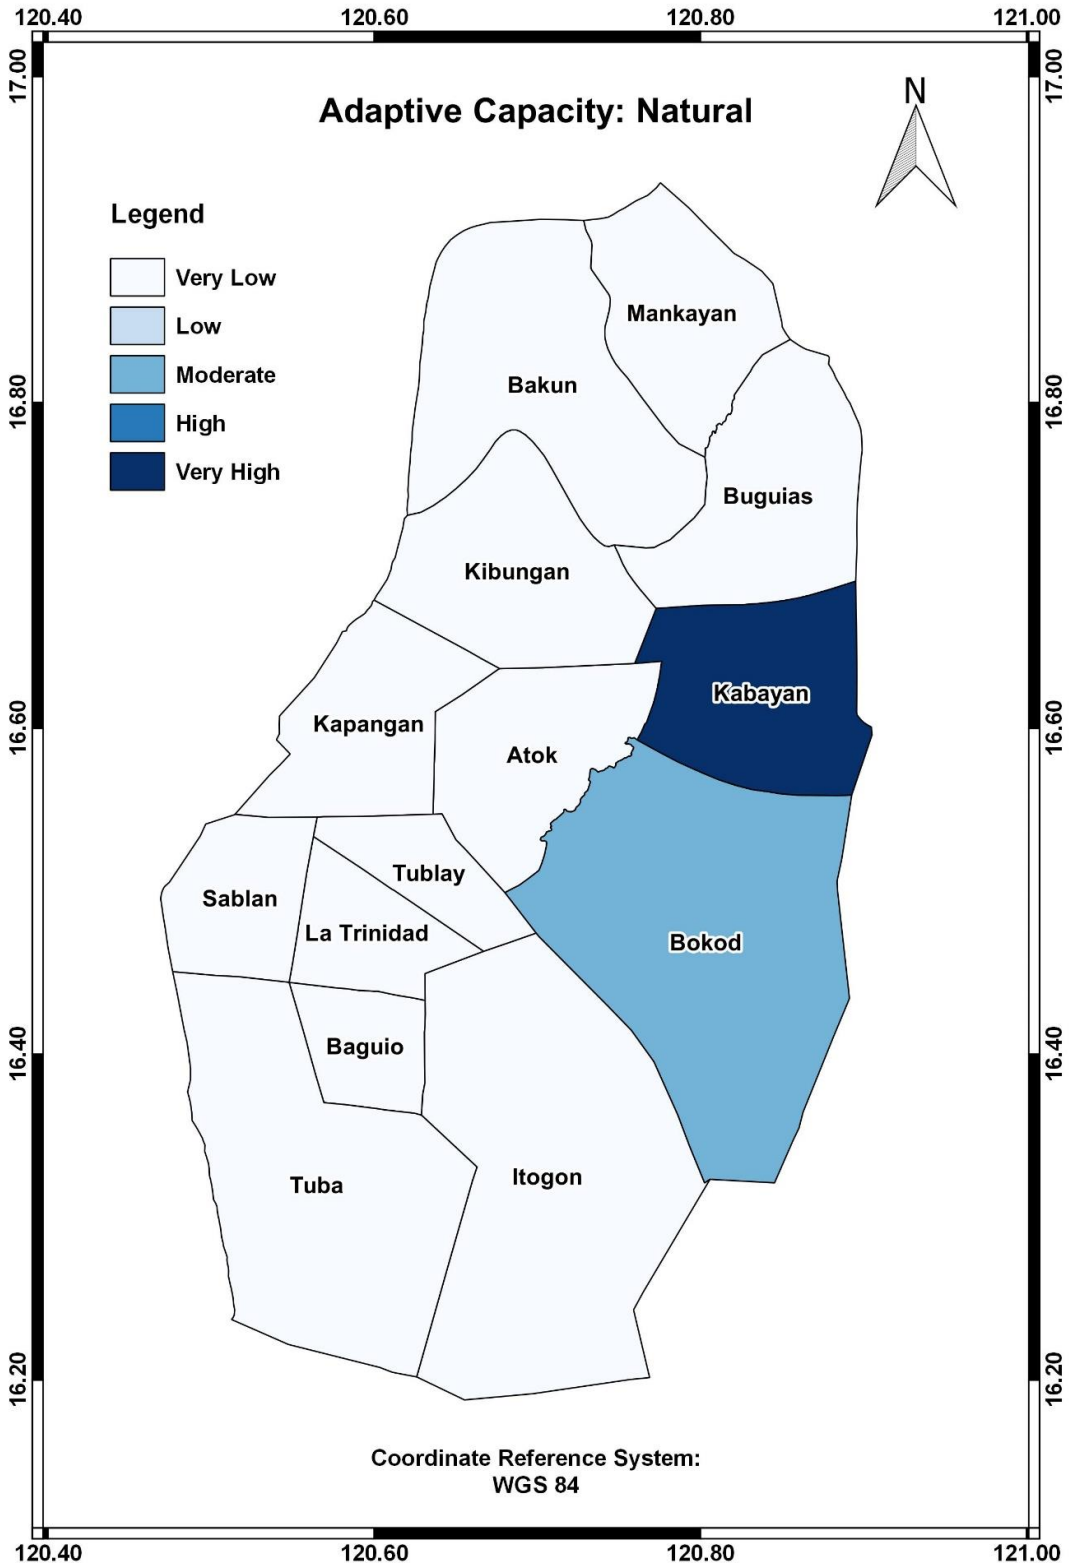 120.40 120.60 120.80 121.00
17.00 17.00
Adaptive Capacity: Natural
N
Legend
Very Low
Low
Moderate
High
Very High
Mankayan
Bakun
16.80 16.80
Buguias
Kibungan
Kabayan
Kapangan
16.60 16.60
Atok
Tublay
Sablan
La Trinidad
Bokod
Baguio
16.40 16.40
Itogon
Tuba
16.20 16.20
Coordinate Reference System:
WGS 84
120.40 120.60 120.80 121.00